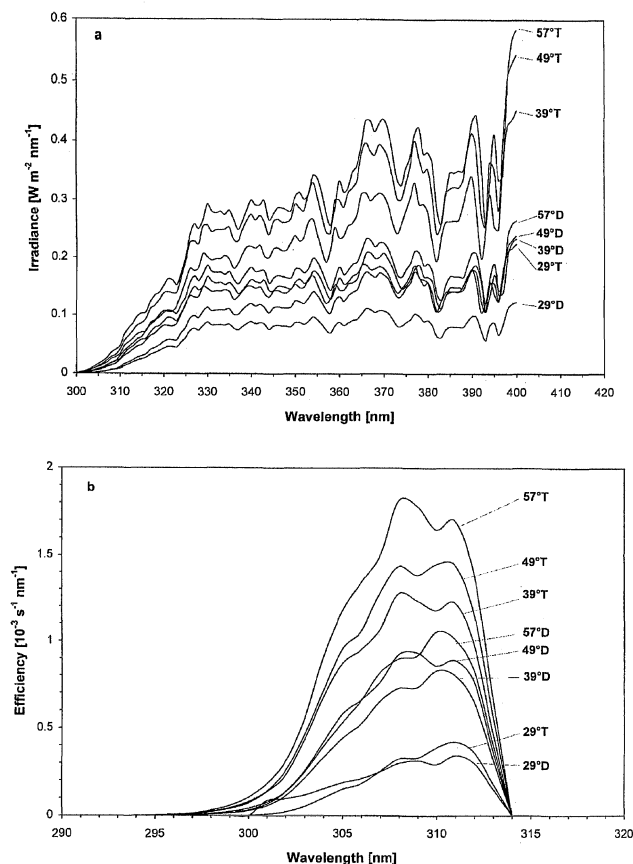 a
0.6
0.5
0.4
0.3
0.2
0.1
0
Irradiance [W m-2 nm-1]
57°T
49°T
39°T
57°D
49°D
39°D
29°T
29°D
300 310 320 330 340 350 360 370 380 390 400 410 420
Wavelength [nm]
b
2
1.5
1
0.5
0
Efficiency [10-3 s-1 nm-1]
57°T
49°T
39°T
57°D
49°D
39°D
29°T
29°D
290 295 300 305 310 315 320
Wavelength [nm]